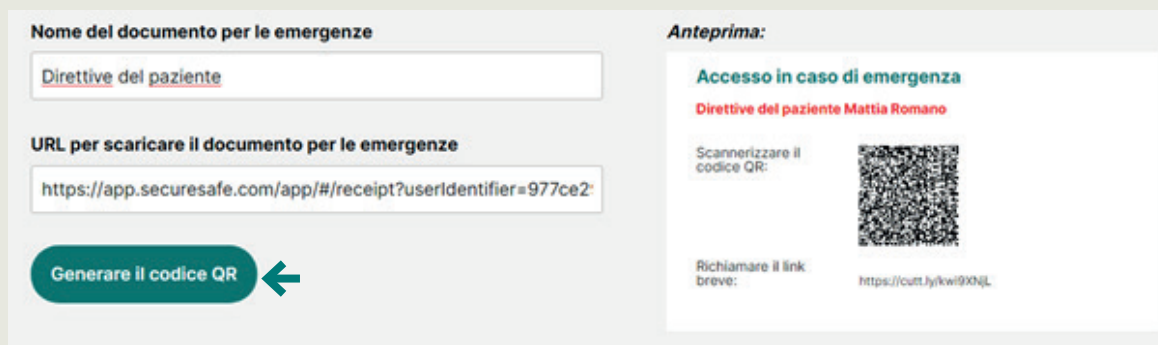 Nome del documento per le emergenze
Direttive del paziente
URL per scaricare il documento per le emergenze
https://app.securesafe.com/app/#/receipt?userIdentifier=977ce2
Generare il codice QR
Anteprima:
Accesso in caso di emergenza
Direttive del paziente Mattia Romano
Scannerizzare il
codice QR:
Richiamare il link
breve:
https://cutt.ly/kwi9XNjL